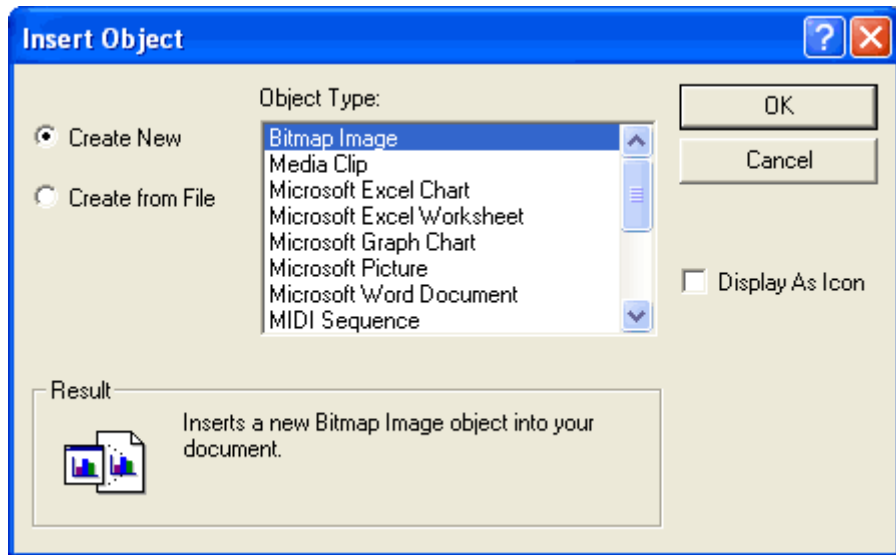 Insert Object
Object Type:
Create New
Create from File
Bitmap Image
Media Clip
Microsoft Excel Chart
Microsoft Excel Worksheet
Microsoft Graph Chart
Microsoft Picture
Microsoft Word Document
MIDI Sequence
OK
Cancel
Display As Icon
Result
Inserts a new Bitmap Image object into your
document.